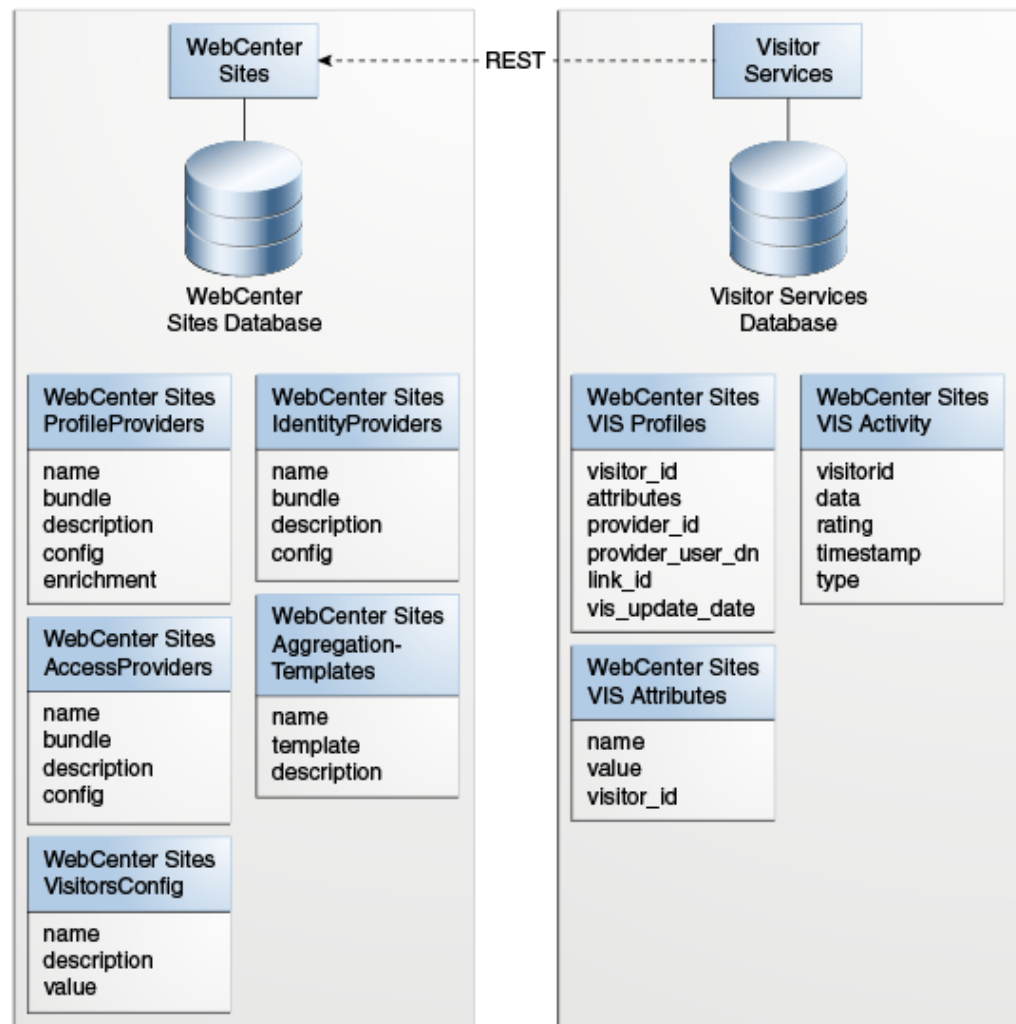 WebCenter
Sites
REST
Visitor
Services
WebCenter
Sites Database
Visitor Services
Database
WebCenter Sites
ProfileProviders
name
bundle
description
config
enrichment
WebCenter Sites
IdentityProviders
name
bundle
description
config
WebCenter Sites
AccessProviders
name
bundle
description
config
WebCenter Sites
Aggregation-
Templates
name
template
description
WebCenter Sites
VisitorsConfig
name
description
value
WebCenter Sites
VIS Profiles
visitor_id
attributes
provider_id
provider_user_dn
link_id
vis_update_date
WebCenter Sites
VIS Activity
visitorid
data
rating
timestamp
type
WebCenter Sites
VIS Attributes
name
value
visitor_id